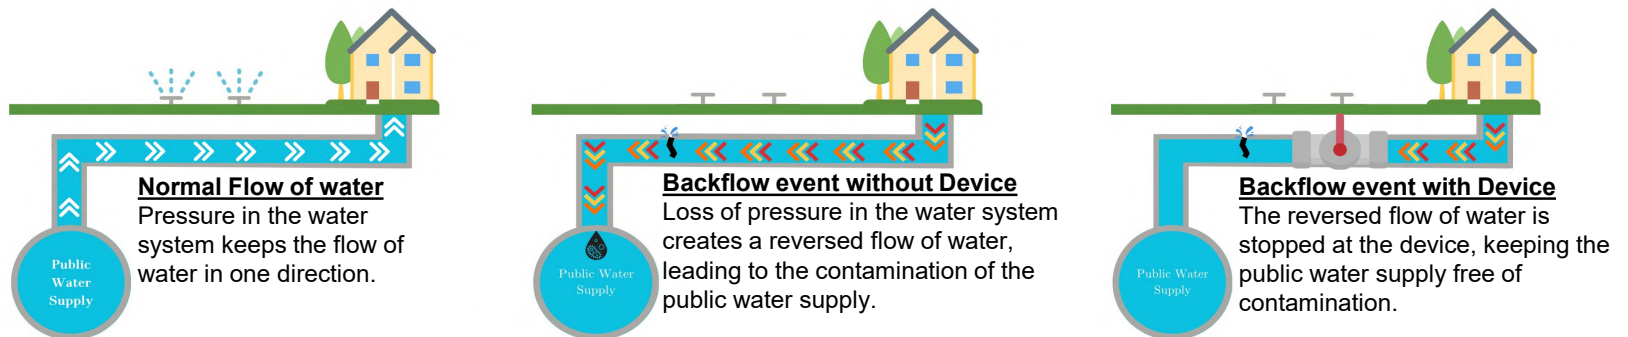 Normal Flow of water
Pressure in the water
system keeps the flow of
water in one direction.
Public
Water
Supply
Backflow event without Device
Loss of pressure in the water system
creates a reversed flow of water,
leading to the contamination of the
public water supply.
Public Water
Supply
Backflow event with Device
The reversed flow of water is
stopped at the device, keeping the
public water supply free of
contamination.
Public Water
Supply